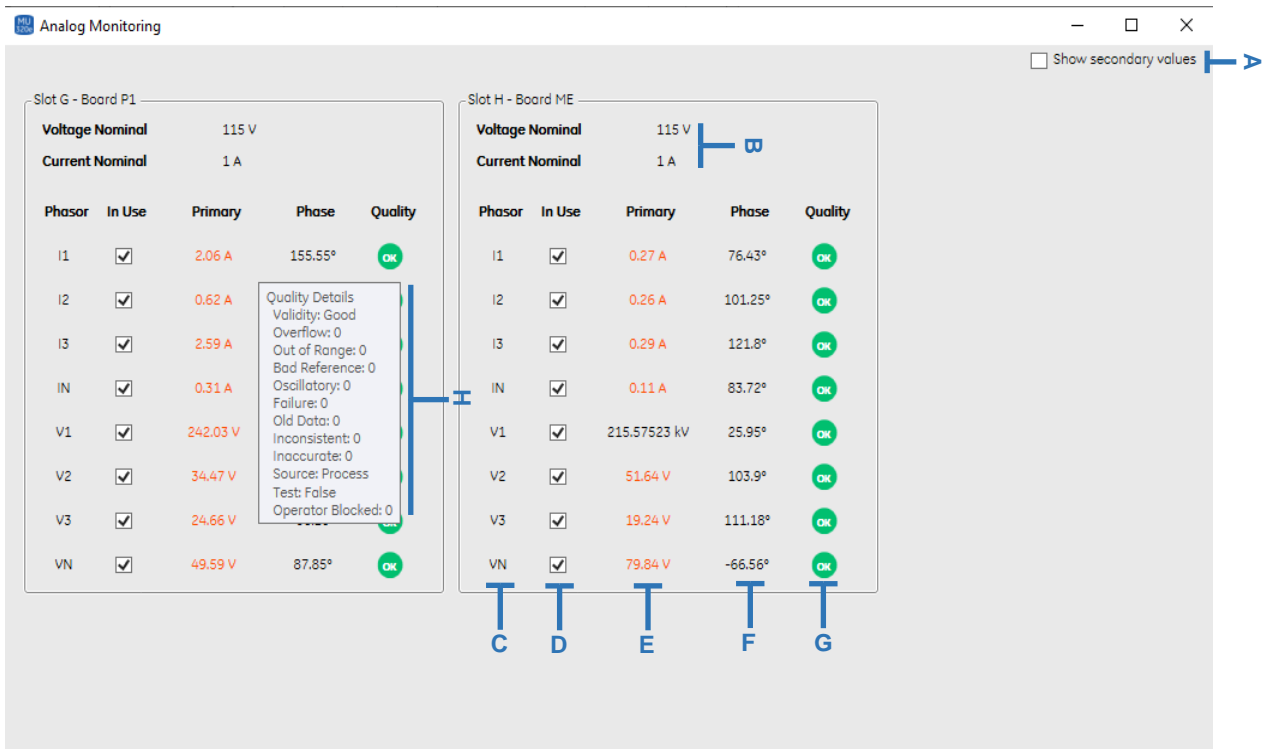 MU 320e Analog Monitoring
Show secondary values A
Slot G - Board P1
Voltage Nominal 115 V
Current Nominal 1 A
Phasor In Use Primary Phase Quality
I1 2.06 A 155.55° OK
I2 0.62 A
I3 2.59 A
IN 0.31 A
V1 242.03 V
V2 34.47 V
V3 24.66 V
VN 49.59 V 87.85° OK
Quality Details
Validity: Good
Overflow: 0
Out of Range: 0
Bad Reference: 0
Oscillatory: 0
Failure: 0
Old Data: 0
Inconsistent: 0
Inaccurate: 0
Source: Process
Test: False
Operator Blocked: 0
H
Slot H - Board ME
Voltage Nominal 115 V
Current Nominal 1 A
B
Phasor In Use Primary Phase Quality
I1 0.27 A 76.43° OK
I2 0.26 A 101.25° OK
I3 0.29 A 121.8° OK
IN 0.11 A 83.72° OK
V1 215.57523 kV 25.95° OK
V2 51.64 V 103.9° OK
V3 19.24 V 111.18° OK
VN 79.84 V -66.56° OK
C D E F G